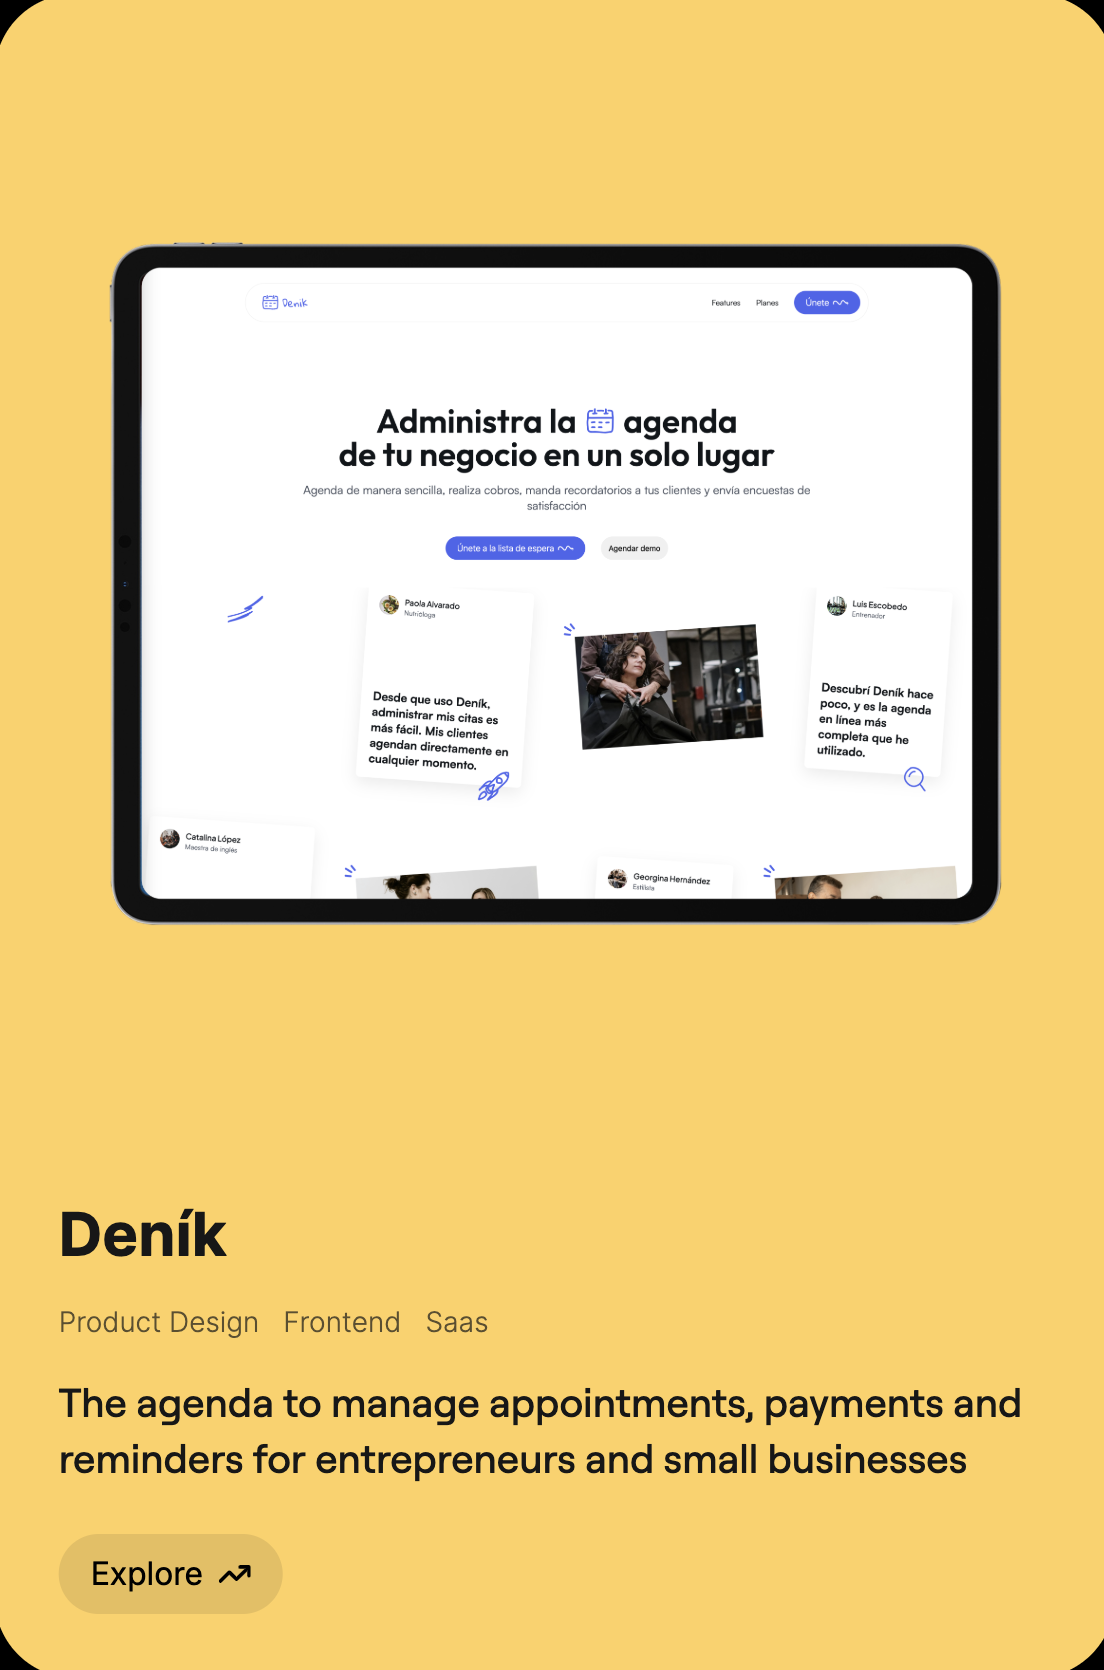 Deník
Features
Planes
Únete
Administra la agenda
de tu negocio en un solo lugar
Agenda de manera sencilla, realiza cobros, manda recordatorios a tus clientes y envía encuestas de
satisfacción
Únete a la lista de espera
Agendar demo
Paola Alvarado
Nutrióloga
Desde que uso Deník,
administrar mis citas es
más fácil. Mis clientes
agendan directamente en
cualquier momento.
Luis Escobedo
Entrenador
Descubrí Deník hace
poco, y es la agenda
en línea más
completa que he
utilizado.
Catalina López
Maestra de inglés
Georgina Hernández
Estilista
Deník
Product Design Frontend Saas
The agenda to manage appointments, payments and
reminders for entrepreneurs and small businesses
Explore